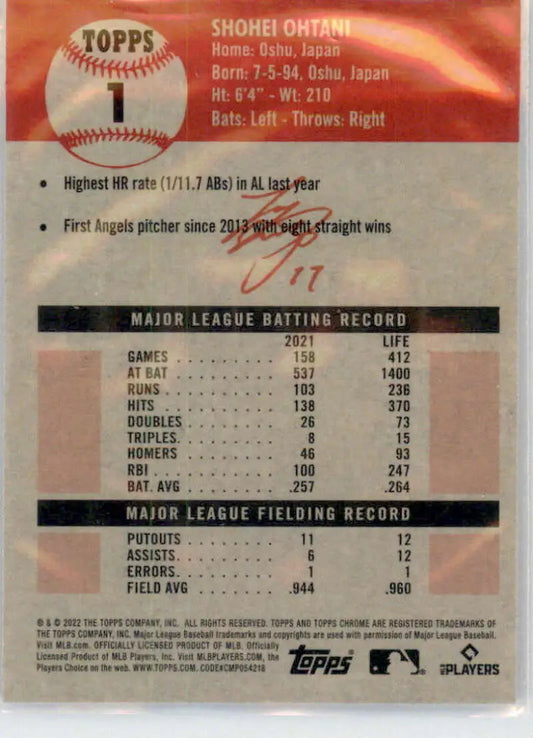 TOPPS
1
SHOHEI OHTANI
Home: Oshu, Japan
Born: 7-5-94, Oshu, Japan
Ht: 6'4" - Wt: 210
Bats: Left - Throws: Right
• Highest HR rate (1/11.7 ABs) in AL last year
• First Angels pitcher since 2013 with eight straight wins
17
MAJOR LEAGUE BATTING RECORD
2021 LIFE
GAMES . . . . . . . . . 158 412
AT BAT . . . . . . . . . 537 1400
RUNS . . . . . . . . . . 103 236
HITS . . . . . . . . . . 138 370
DOUBLES . . . . . . . . 26 73
TRIPLES. . . . . . . . . 8 15
HOMERS . . . . . . . . 46 93
RBI . . . . . . . . . . . 100 247
BAT. AVG . . . . . . . . .257 .264
MAJOR LEAGUE FIELDING RECORD
PUTOUTS . . . . . . . . 11 12
ASSISTS. . . . . . . . . 6 12
ERRORS. . . . . . . . . 1 1
FIELD AVG . . . . . . . .944 .960
® & © 2022 THE TOPPS COMPANY, INC. ALL RIGHTS RESERVED. TOPPS AND TOPPS CHROME ARE REGISTERED TRADEMARKS OF
THE TOPPS COMPANY, INC. Major League Baseball trademarks and copyrights are used with permission of Major League Baseball.
Visit MLB.com. OFFICIALLY LICENSED PRODUCT OF MLB. Officially
Licensed Product of MLB Players, Inc. Visit MLBPLAYERS.COM, the
Players Choice on the web. WWW.TOPPS.COM. CODE#CMP054218
Topps
MLB PLAYERS